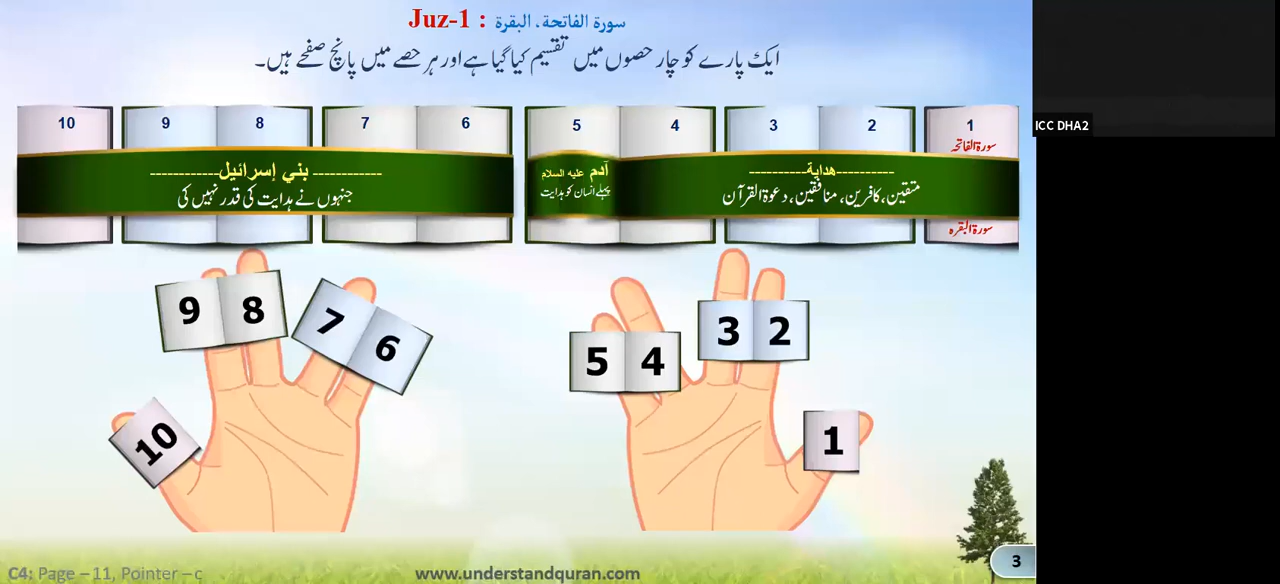 Juz-1 : سورة الفاتحة، البقرة
ایک پارے کو چار حصوں میں تقسیم کیا گیا ہے اور ہر حصے میں پانچ صفحے ہیں۔
1
2
3
4
5
6
7
8
9
10
سورۃ الفاتحہ
----------هداية----------
متقین، کافرین، منافقین، دعوۃ القرآن
سورۃ البقرہ
آدم علیہ السلام
پہلے انسان کو ہدایت
------------بني إسرائيل------------
جنہوں نے ہدایت کی قدر نہیں کی
ICC DHA2
9 8
7 6
10
5 4
3 2
1
C4: Page – 11, Pointer – c
www.understandquran.com
3